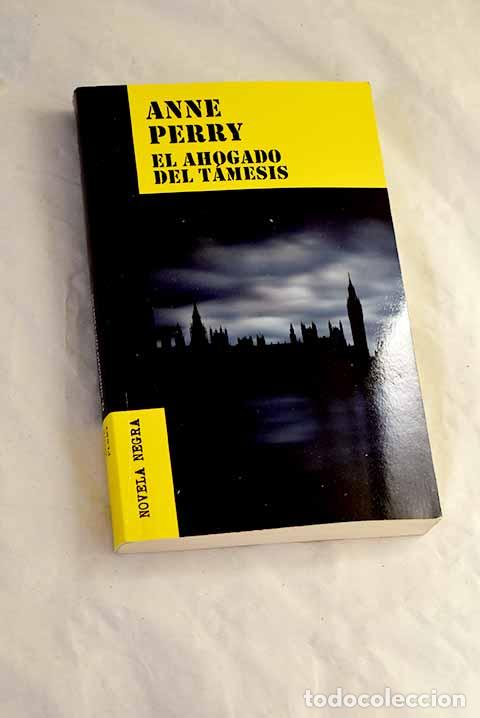 ANNE
PERRY
EL AHOGADO
DEL TÁMESIS
NOVELA NEGRA
todocoleccion